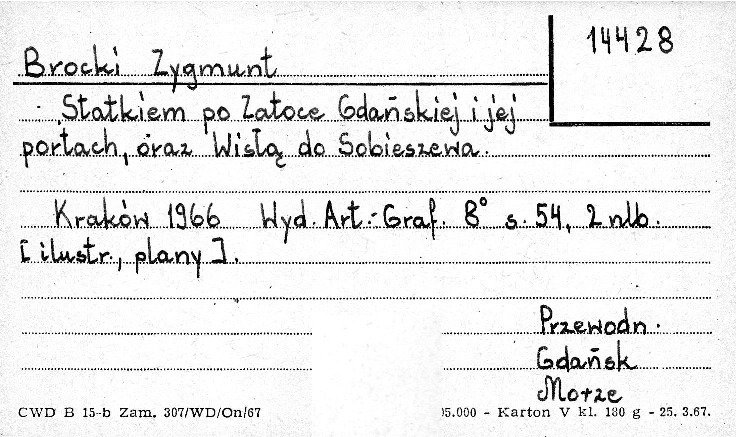 14428
Brocki Zygmunt
Statkiem po Zatoce Gdańskiej i jej
portach, oraz Wisłą do Sobieszewa.
Kraków 1966 Wyd. Art.-Graf. 8° s. 54, 2 nlb.
[ilustr., plany].
Przewodn.
Gdańsk
Morze
CWD B 15-b Zam. 307/WD/On/67
5.000 - Karton V kl. 180 g - 25. 3.67.